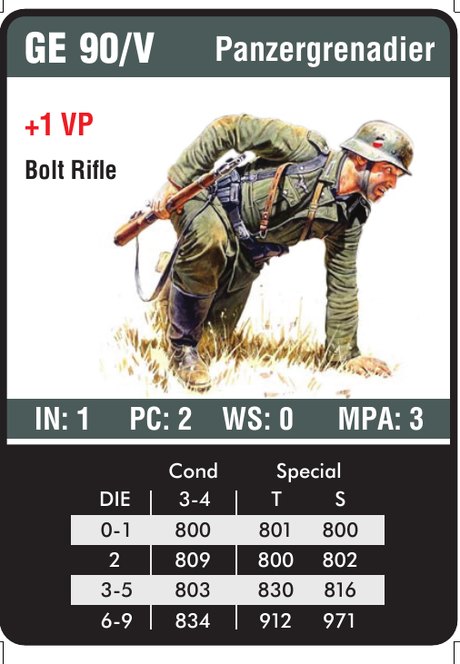 GE 90/V Panzergrenadier
+1 VP
Bolt Rifle
IN: 1 PC: 2 WS: 0 MPA: 3
Cond Special
DIE 3-4 T S
0-1 800 801 800
2 809 800 802
3-5 803 830 816
6-9 834 912 971